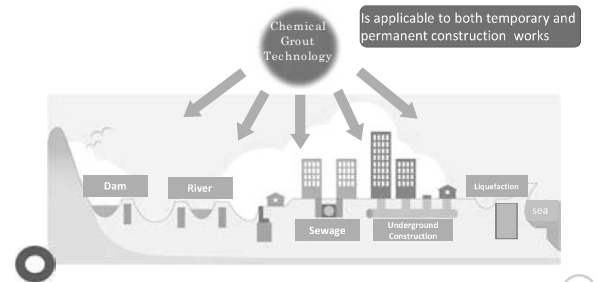 Chemical
Grout
Technology
Is applicable to both temporary and
permanent construction works
Dam
River
Liquefaction
sea
Sewage
Underground
Construction